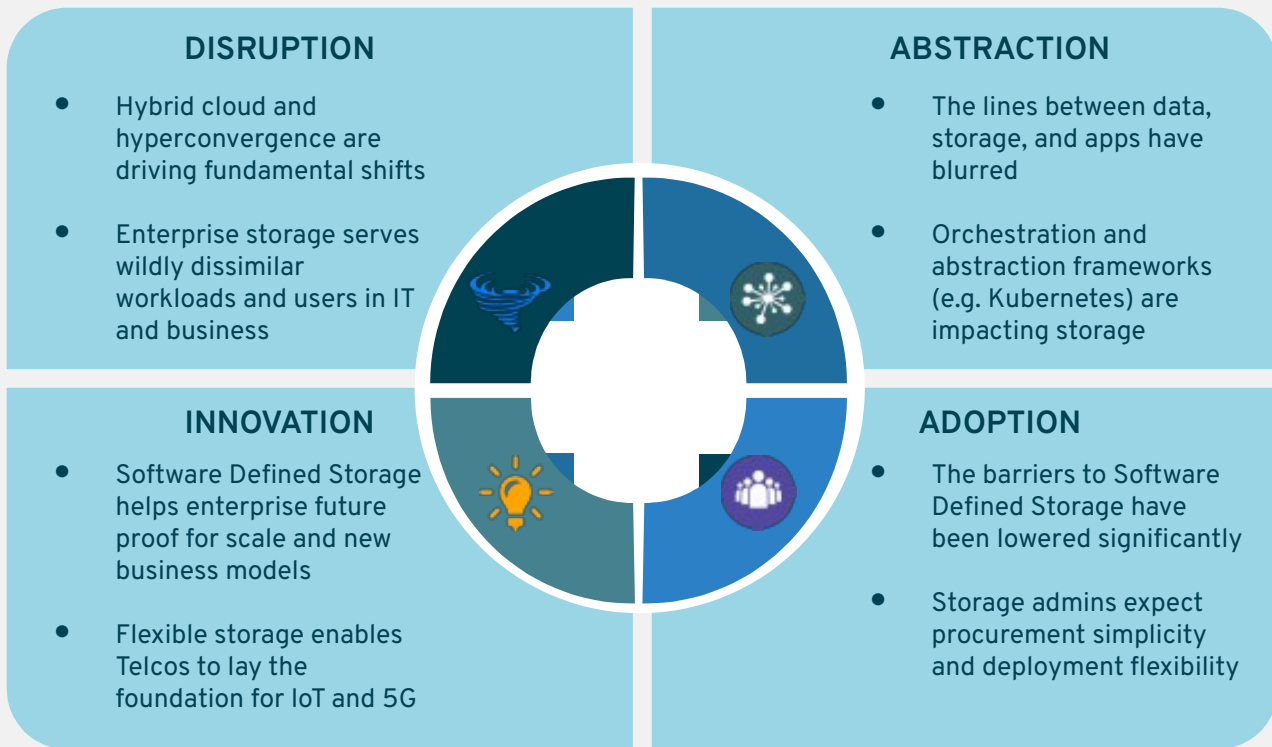 DISRUPTION
● Hybrid cloud and
hyperconvergence are
driving fundamental shifts
● Enterprise storage serves
wildly dissimilar
workloads and users in IT
and business
ABSTRACTION
● The lines between data,
storage, and apps have
blurred
● Orchestration and
abstraction frameworks
(e.g. Kubernetes) are
impacting storage
INNOVATION
● Software Defined Storage
helps enterprise future
proof for scale and new
business models
● Flexible storage enables
Telcos to lay the
foundation for IoT and 5G
ADOPTION
● The barriers to Software
Defined Storage have
been lowered significantly
● Storage admins expect
procurement simplicity
and deployment flexibility